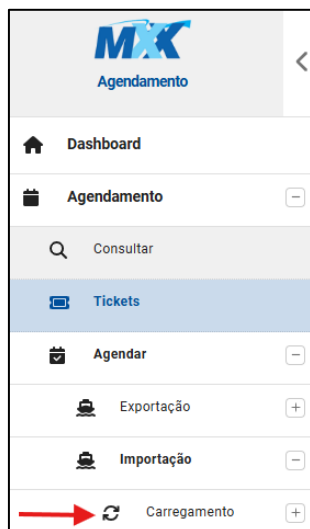 MXK
Agendamento
Dashboard
Agendamento
Consultar
Tickets
Agendar
Exportação
Importação
Carregamento